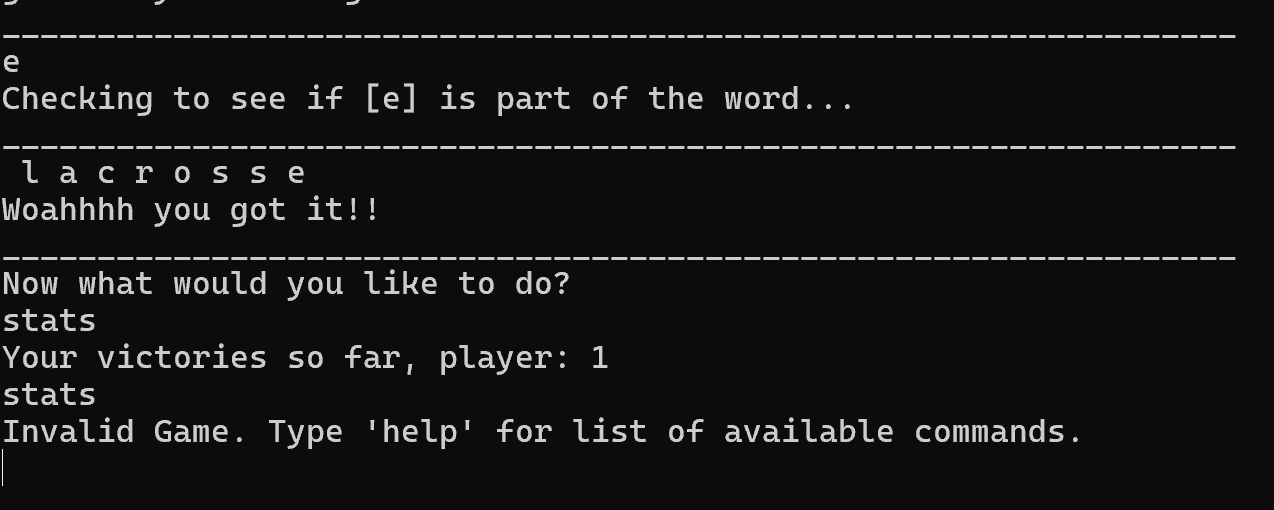 e
Checking to see if [e] is part of the word...
l a c r o s s e
Woahhhh you got it!!
Now what would you like to do?
stats
Your victories so far, player: 1
stats
Invalid Game. Type 'help' for list of available commands.